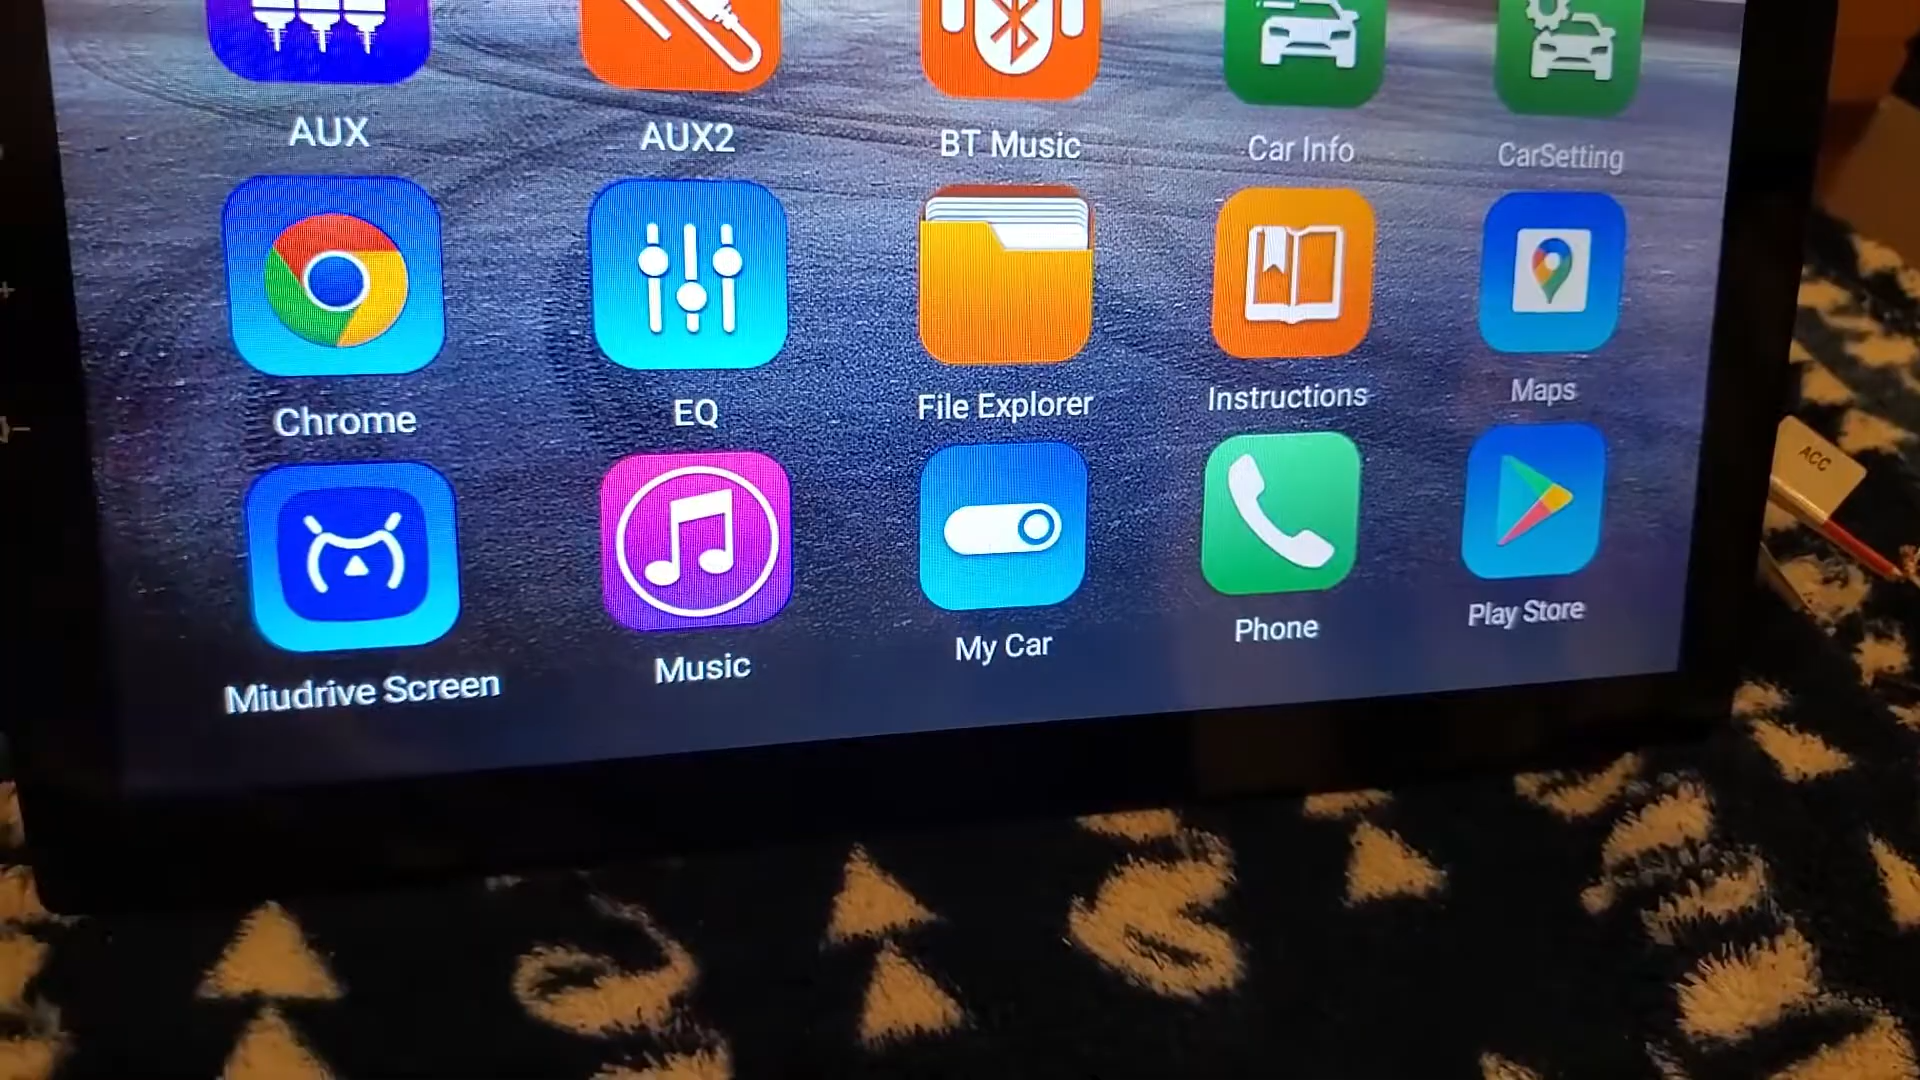 AUX
AUX2
BT Music
Car Info
CarSetting
Chrome
EQ
File Explorer
Instructions
Maps
Miudrive Screen
Music
My Car
Phone
Play Store
ACC